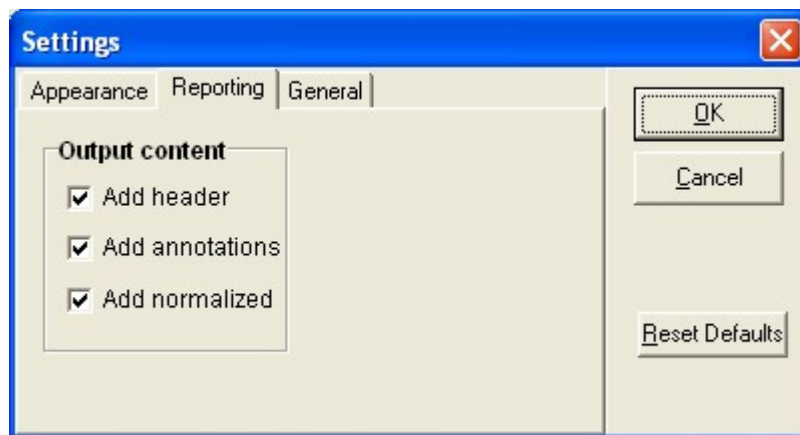 Settings
Appearance Reporting General
OK
Output content
Cancel
Add header
Add annotations
Add normalized
Reset Defaults